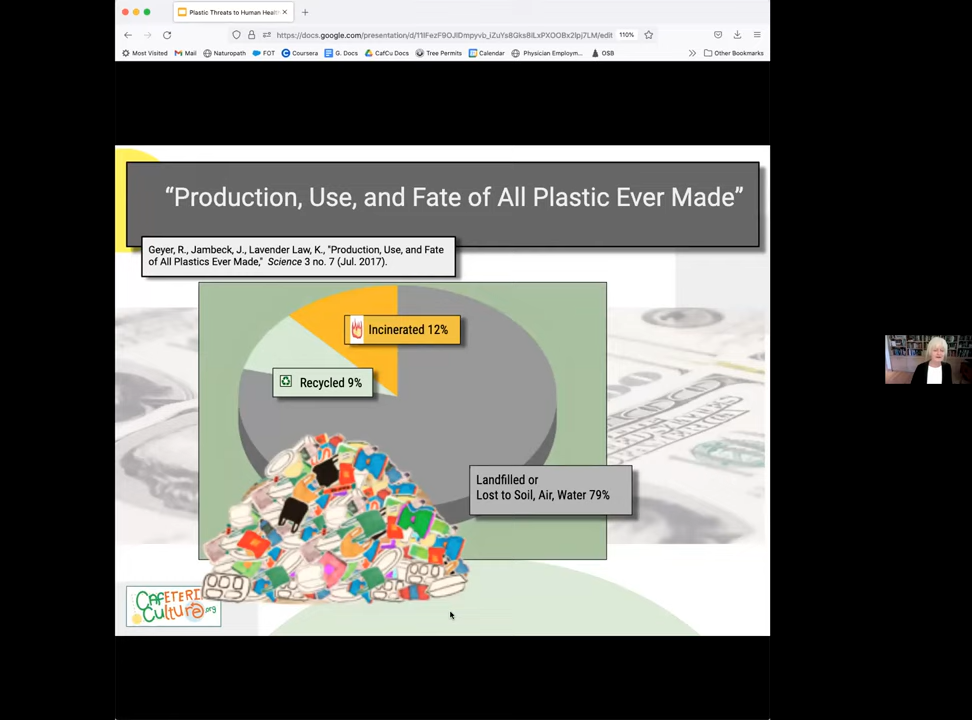 Plastic Threats to Human Healt
https://docs.google.com/presentation/d/11IFezF9OJIDmpyvb_IZuYs8Gks8ILxPXOOBx2Ipj7LM/edit
110%
Most Visited
Mail
Naturopath
FOT
Coursera
G. Docs
CafCu Docs
Tree Permits
Calendar
Physician Employm...
OSB
Other Bookmarks
“Production, Use, and Fate of All Plastic Ever Made”
Geyer, R., Jambeck, J., Lavender Law, K., "Production, Use, and Fate
of All Plastics Ever Made," Science 3 no. 7 (Jul. 2017).
Incinerated 12%
Recycled 9%
Landfilled or
Lost to Soil, Air, Water 79%
CAFETERI
Culture
.org